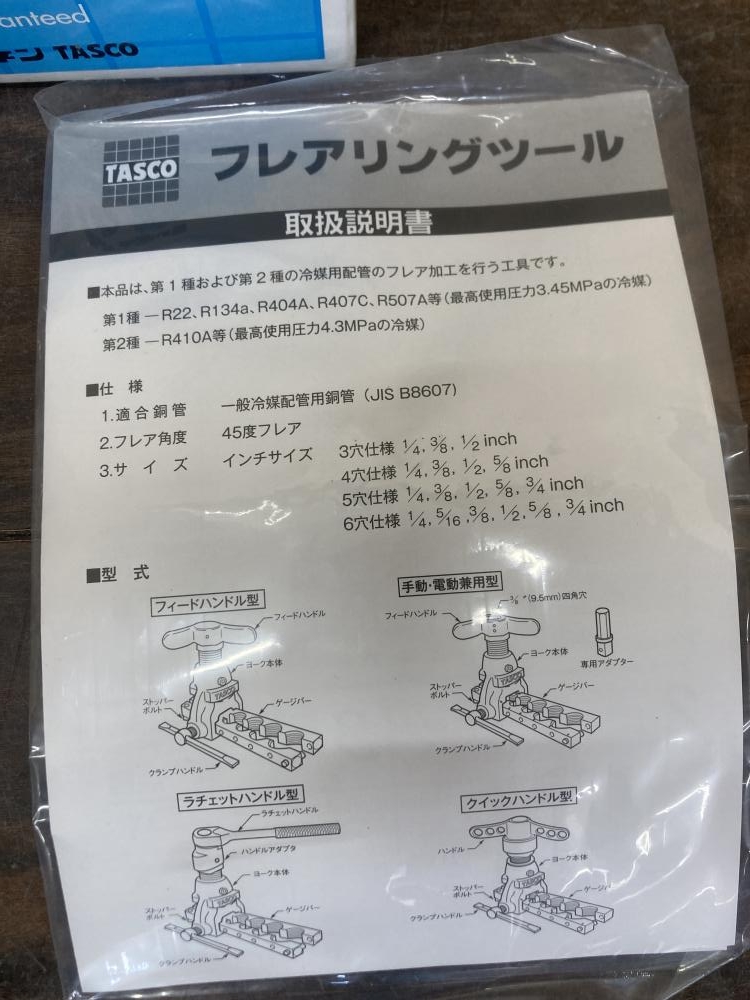 anteed
キン TASCO
TASCO
フレアリングツール
取扱説明書
■本品は、第1種および第2種の冷媒用配管のフレア加工を行う工具です。
第1種 ―R22、R134a、R404A、R407C、R507A等(最高使用圧力3.45MPaの冷媒)
第2種 ―R410A等(最高使用圧力4.3MPaの冷媒)
■仕 様
1.適合銅管 一般冷媒配管用銅管(JIS B8607)
2.フレア角度 45度フレア
3.サ イ ズ インチサイズ 3穴仕様 1/4, 3/8, 1/2 inch
4穴仕様 1/4, 3/8, 1/2, 5/8 inch
5穴仕様 1/4, 3/8, 1/2, 5/8, 3/4 inch
6穴仕様 1/4, 5/16, 3/8, 1/2, 5/8, 3/4 inch
■型 式
フィードハンドル型
フィードハンドル
ヨーク本体
TASCO
ストッパー
ボルト
ゲージバー
クランプハンドル
手動・電動兼用型
3/8"(9.5mm)四角穴
フィードハンドル
ヨーク本体
専用アダプター
TASCO
ストッパー
ボルト
ゲージバー
クランプハンドル
ラチェットハンドル型
ラチェットハンドル
ハンドルアダプタ
ヨーク本体
TASCO
ストッパー
ボルト
ゲージバー
クランプハンドル
クイックハンドル型
ハンドル
ヨーク本体
TASCO
ストッパー
ボルト
ゲージバ
クランプハンドル